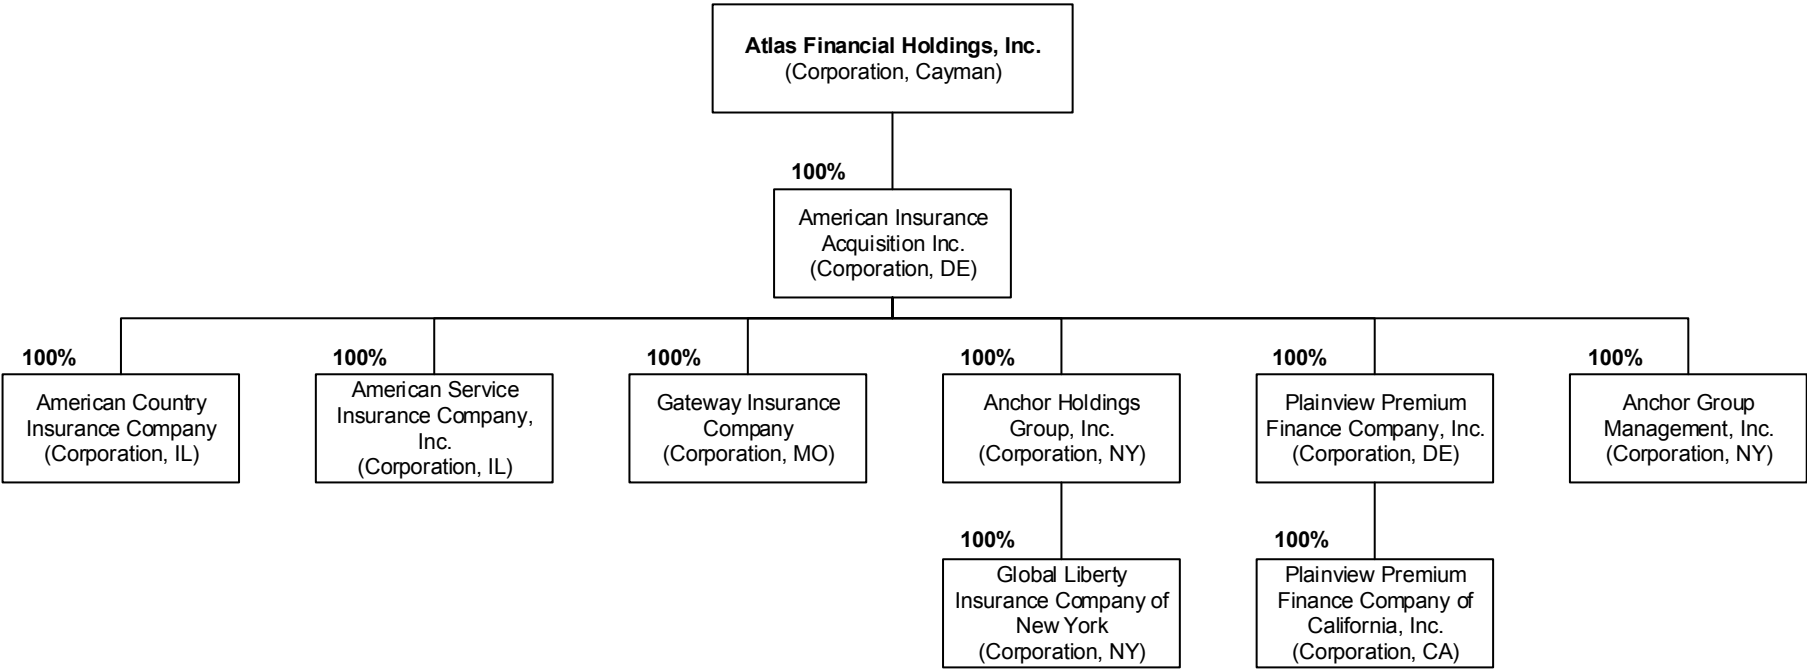 Atlas Financial Holdings, Inc.
(Corporation, Cayman)
100%
American Insurance
Acquisition Inc.
(Corporation, DE)
100%
American Country
Insurance Company
(Corporation, IL)
100%
American Service
Insurance Company,
Inc.
(Corporation, IL)
100%
Gateway Insurance
Company
(Corporation, MO)
100%
Anchor Holdings
Group, Inc.
(Corporation, NY)
100%
Plainview Premium
Finance Company, Inc.
(Corporation, DE)
100%
Anchor Group
Management, Inc.
(Corporation, NY)
100%
Global Liberty
Insurance Company of
New York
(Corporation, NY)
100%
Plainview Premium
Finance Company of
California, Inc.
(Corporation, CA)